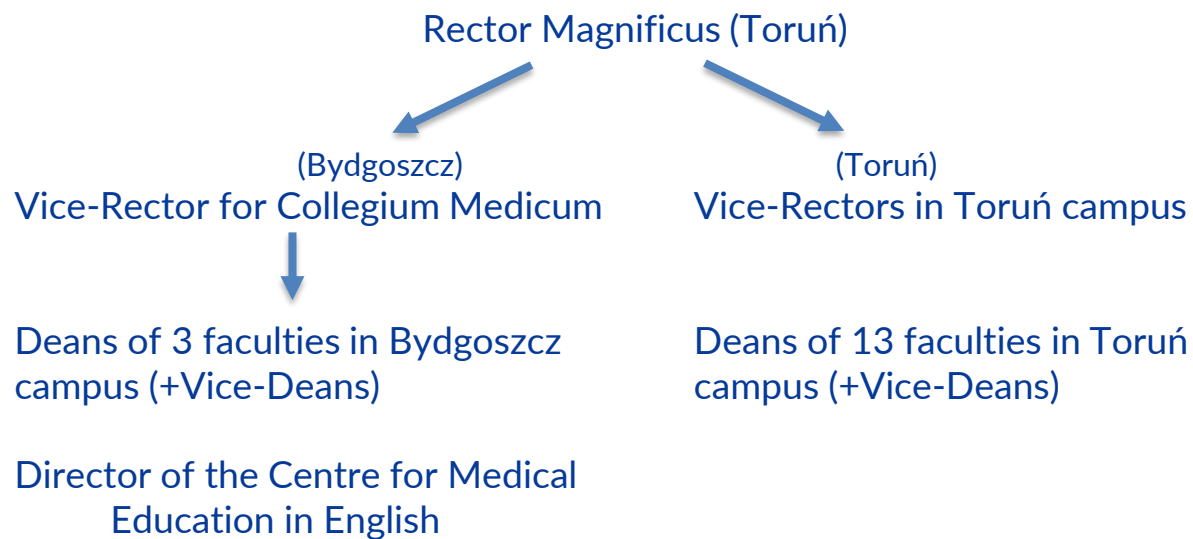 Rector Magnificus (Toruń)
(Bydgoszcz)
Vice-Rector for Collegium Medicum
(Toruń)
Vice-Rectors in Toruń campus
Deans of 3 faculties in Bydgoszcz
campus (+Vice-Deans)
Deans of 13 faculties in Toruń
campus (+Vice-Deans)
Director of the Centre for Medical
Education in English